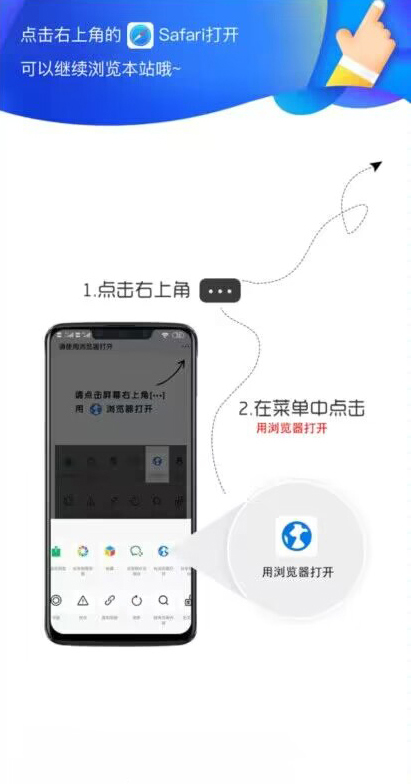 点击右上角的 Safari打开
可以继续浏览本站哦~
1.点击右上角
请使用浏览器打开
请点击屏幕右上角[•••]
用 浏览器打开
2.在菜单中点击
用浏览器打开
用浏览器打开